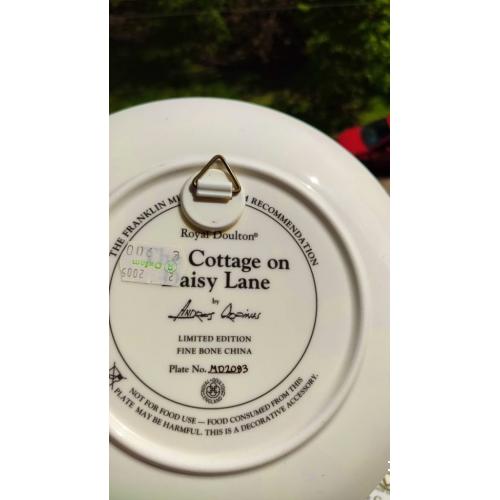 THE FRANKLIN RECOMMENDATION
Royal Doulton®
Cottage on
Daisy Lane
by
LIMITED EDITION
FINE BONE CHINA
Plate No. MD2093
NOT FOR FOOD USE — FOOD CONSUMED FROM THIS
PLATE MAY BE HARMFUL. THIS IS A DECORATIVE ACCESSORY.